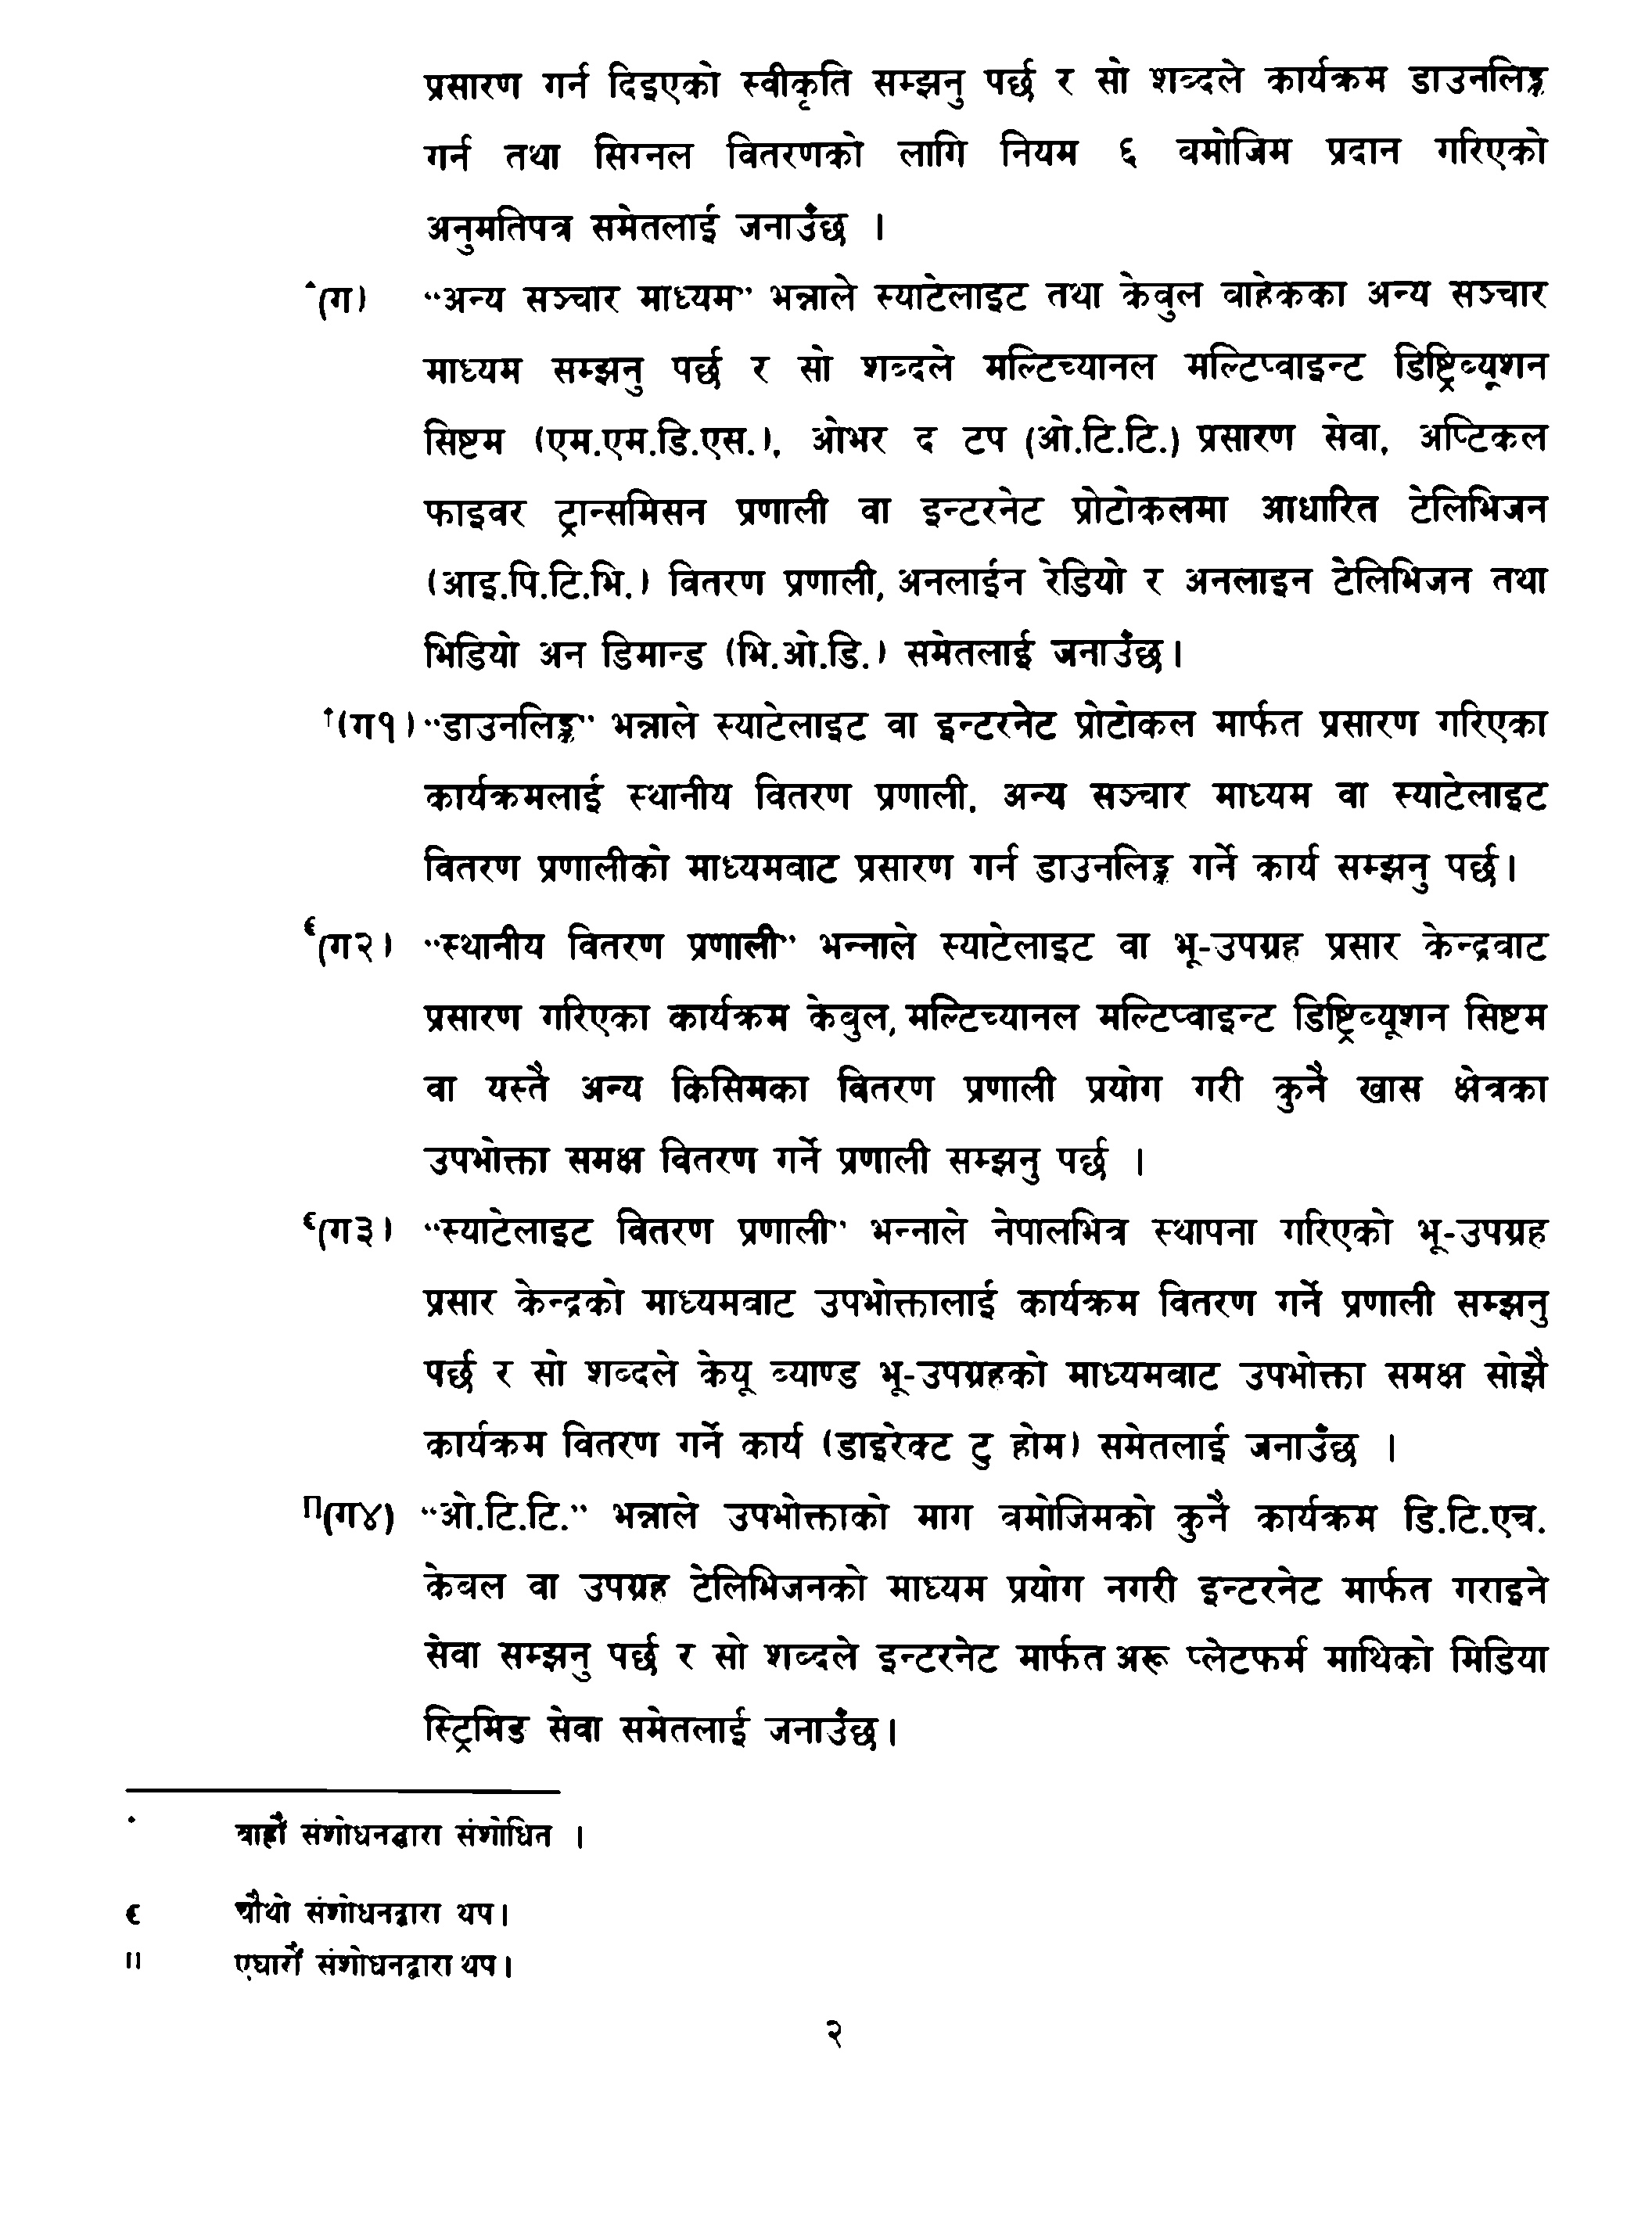 प्रसारण गर्न दिइएको स्वीकृति सम्झनु पर्छ र सो शब्दले कार्यक्रम डाउनलिङ्क
गर्न तथा सिग्नल वितरणको लागि नियम ६ बमोजिम प्रदान गरिएको
अनुमतिपत्र समेतलाई जनाउँछ ।
(ग) "अन्य सञ्चार माध्यम" भन्नाले स्याटेलाइट तथा केवुल वाहेकका अन्य सञ्चार
माध्यम सम्झनु पर्छ र सो शब्दले मल्टिच्यानल मल्टिप्वाइन्ट डिष्ट्रिब्यूशन
सिष्टम (एम.एम.डि.एस.), ओभर द टप (ओ.टि.टि.) प्रसारण सेवा, अप्टिकल
फाइवर ट्रान्समिसन प्रणाली वा इन्टरनेट प्रोटोकलमा आधारित टेलिभिजन
(आइ.पि.टि.भि.) वितरण प्रणाली, अनलाईन रेडियो र अनलाइन टेलिभिजन तथा
भिडियो अन डिमान्ड (भि.ओ.डि.) समेतलाई जनाउँछ।
†(ग१) "डाउनलिङ्क" भन्नाले स्याटेलाइट वा इन्टरनेट प्रोटोकल मार्फत प्रसारण गरिएका
कार्यक्रमलाई स्थानीय वितरण प्रणाली, अन्य सञ्चार माध्यम वा स्याटेलाइट
वितरण प्रणालीको माध्यमबाट प्रसारण गर्न डाउनलिङ्क गर्ने कार्य सम्झनु पर्छ।
€(ग२) "स्थानीय वितरण प्रणाली" भन्नाले स्याटेलाइट वा भू-उपग्रह प्रसार केन्द्रबाट
प्रसारण गरिएका कार्यक्रम केवुल, मल्टिच्यानल मल्टिप्वाइन्ट डिष्ट्रिब्यूशन सिष्टम
वा यस्तै अन्य किसिमका वितरण प्रणाली प्रयोग गरी कुनै खास क्षेत्रका
उपभोक्ता समक्ष वितरण गर्ने प्रणाली सम्झनु पर्छ ।
€(ग३) "स्याटेलाइट वितरण प्रणाली" भन्नाले नेपालभित्र स्थापना गरिएको भू-उपग्रह
प्रसार केन्द्रको माध्यमबाट उपभोक्तालाई कार्यक्रम वितरण गर्ने प्रणाली सम्झनु
पर्छ र सो शब्दले केयू ब्याण्ड भू-उपग्रहको माध्यमबाट उपभोक्ता समक्ष सोझै
कार्यक्रम वितरण गर्ने कार्य (डाइरेक्ट टु होम) समेतलाई जनाउँछ ।
Π(ग४) "ओ.टि.टि." भन्नाले उपभोक्ताको माग बमोजिमको कुनै कार्यक्रम डि.टि.एच.
केबल वा उपग्रह टेलिभिजनको माध्यम प्रयोग नगरी इन्टरनेट मार्फत गराइने
सेवा सम्झनु पर्छ र सो शब्दले इन्टरनेट मार्फत अरू प्लेटफर्म माथिको मिडिया
स्ट्रिमिङ सेवा समेतलाई जनाउँछ।
बाह्रौं संशोधनद्धारा संशोधित ।
€ चौथो संशोधनद्वारा थप।
एघारौं संशोधनद्वारा थप।
२